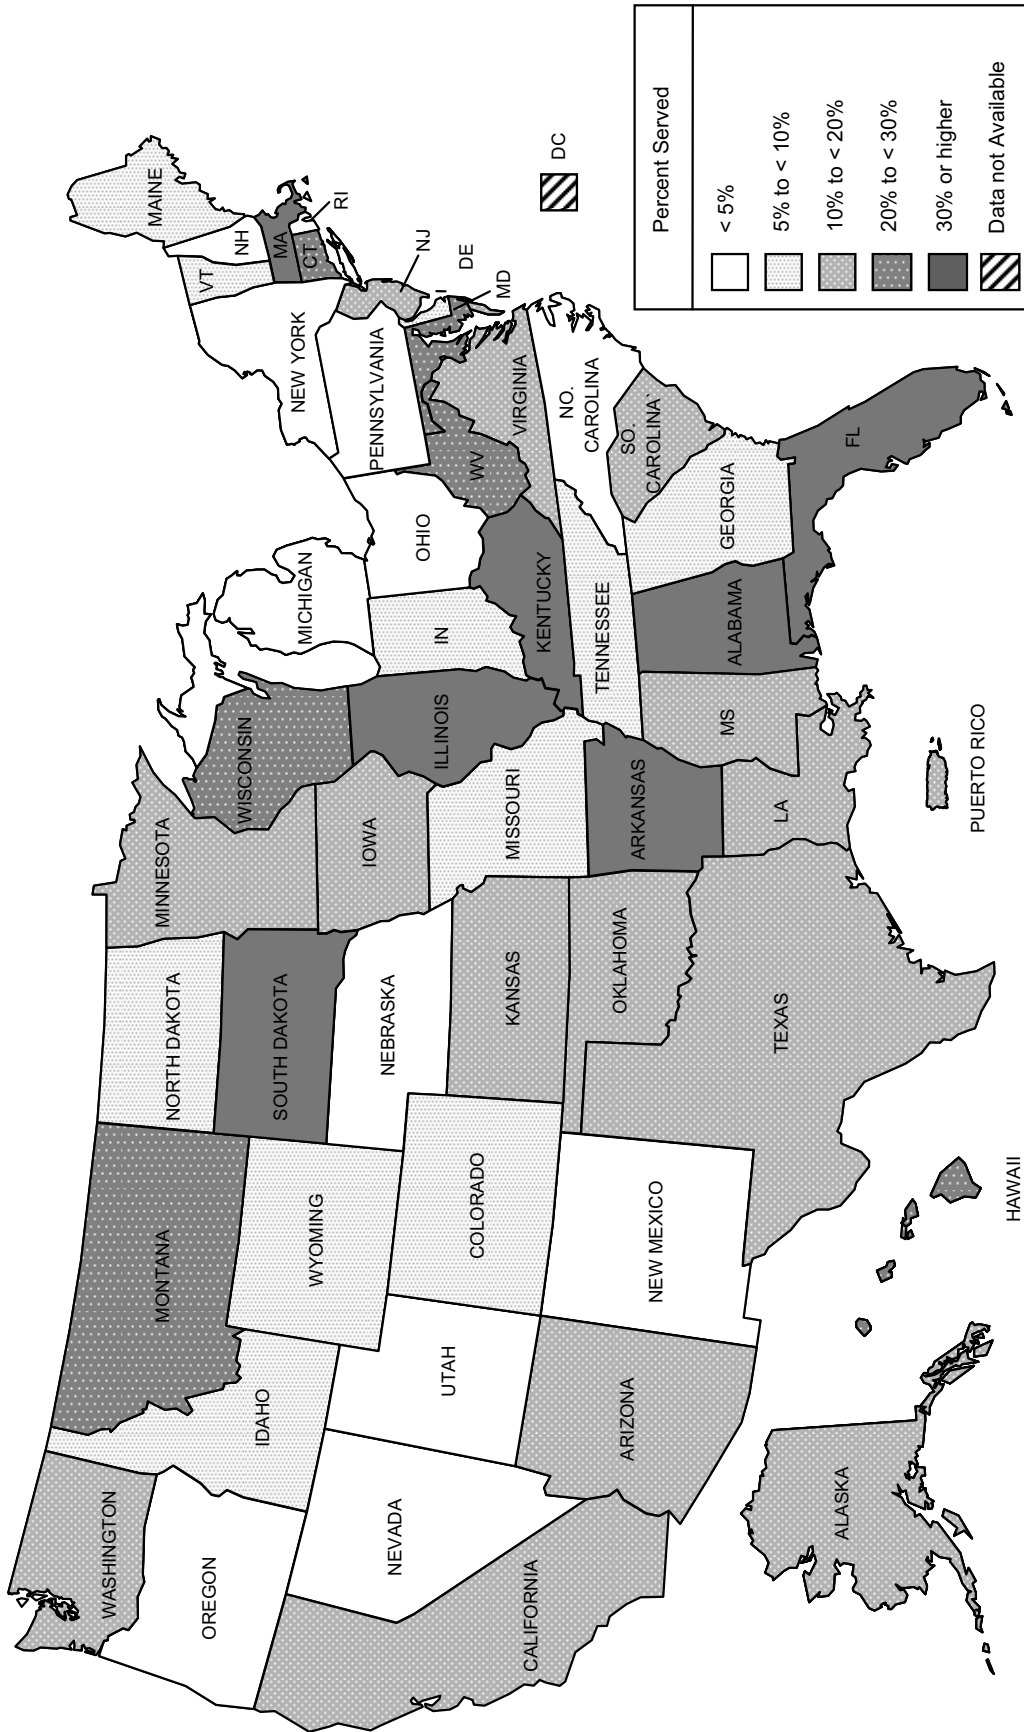 WASHINGTON
OREGON
CALIFORNIA
NEVADA
IDAHO
MONTANA
WYOMING
UTAH
COLORADO
ARIZONA
NEW MEXICO
NORTH DAKOTA
SOUTH DAKOTA
NEBRASKA
KANSAS
OKLAHOMA
TEXAS
MINNESOTA
IOWA
MISSOURI
ARKANSAS
LA
WISCONSIN
ILLINOIS
MICHIGAN
IN
OHIO
KENTUCKY
TENNESSEE
MS
ALABAMA
GEORGIA
FL
SO.
CAROLINA
NO.
CAROLINA
VIRGINIA
WV
PENNSYLVANIA
NEW YORK
VT
NH
MAINE
MA
CT
RI
NJ
DE
MD
DC
ALASKA
HAWAII
PUERTO RICO
Percent Served
< 5%
5% to < 10%
10% to < 20%
20% to < 30%
30% or higher
Data not Available